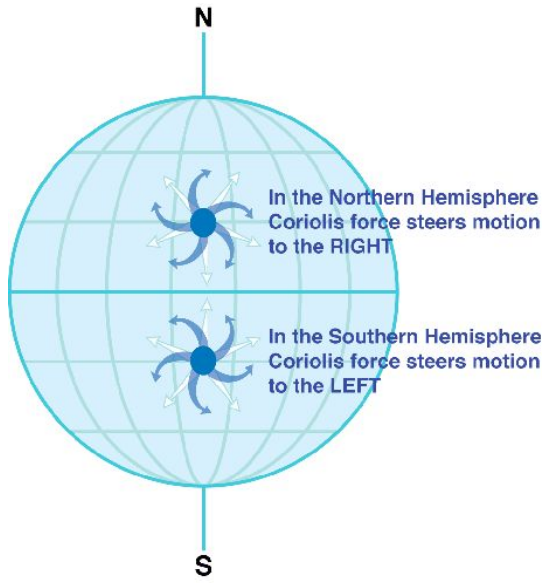 N
In the Northern Hemisphere
Coriolis force steers motion
to the RIGHT
In the Southern Hemisphere
Coriolis force steers motion
to the LEFT
S